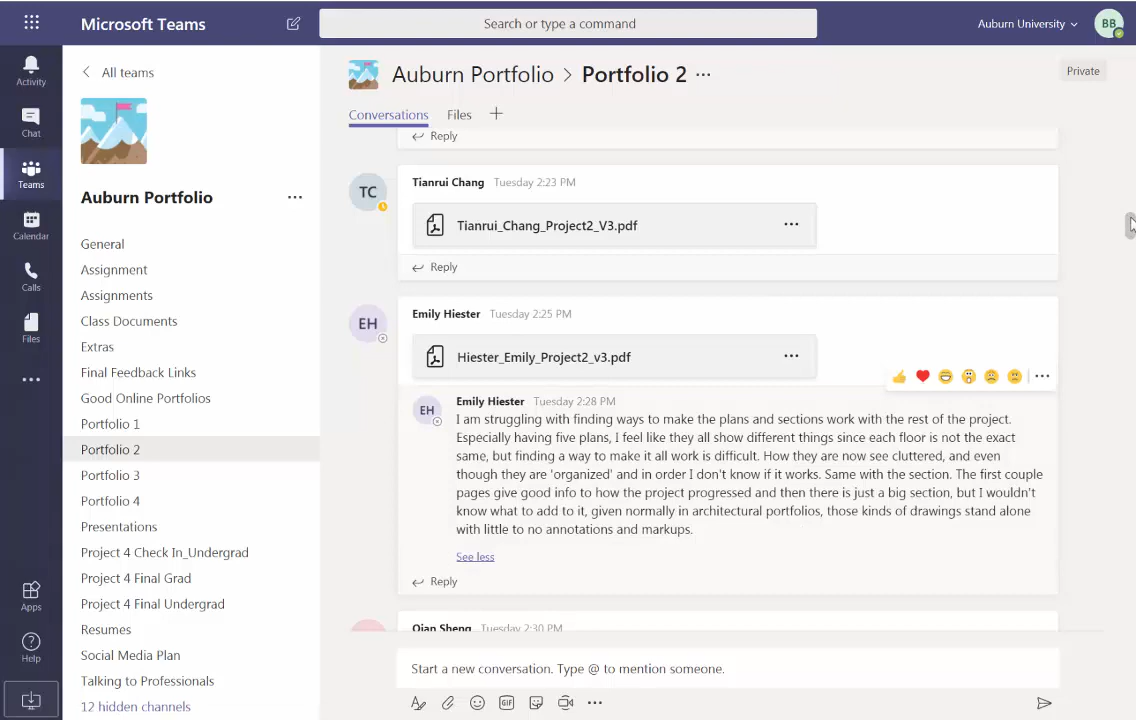 Microsoft Teams
Search or type a command
Auburn University
BB
Activity
Chat
Teams
Calendar
Calls
Files
Apps
Help
All teams
Auburn Portfolio
General
Assignment
Assignments
Class Documents
Extras
Final Feedback Links
Good Online Portfolios
Portfolio 1
Portfolio 2
Portfolio 3
Portfolio 4
Presentations
Project 4 Check In_Undergrad
Project 4 Final Grad
Project 4 Final Undergrad
Resumes
Social Media Plan
Talking to Professionals
12 hidden channels
Auburn Portfolio > Portfolio 2 ...
Private
Conversations Files +
Reply
TC
Tianrui Chang Tuesday 2:23 PM
Tianrui_Chang_Project2_V3.pdf
Reply
EH
Emily Hiester Tuesday 2:25 PM
Hiester_Emily_Project2_v3.pdf
EH
Emily Hiester Tuesday 2:28 PM
I am struggling with finding ways to make the plans and sections work with the rest of the project.
Especially having five plans, I feel like they all show different things since each floor is not the exact
same, but finding a way to make it all work is difficult. How they are now see cluttered, and even
though they are 'organized' and in order I don't know if it works. Same with the section. The first couple
pages give good info to how the project progressed and then there is just a big section, but I wouldn't
know what to add to it, given normally in architectural portfolios, those kinds of drawings stand alone
with little to no annotations and markups.
See less
Reply
Qian Sheng Tuesday 2:30 PM
Start a new conversation. Type @ to mention someone.
GIF